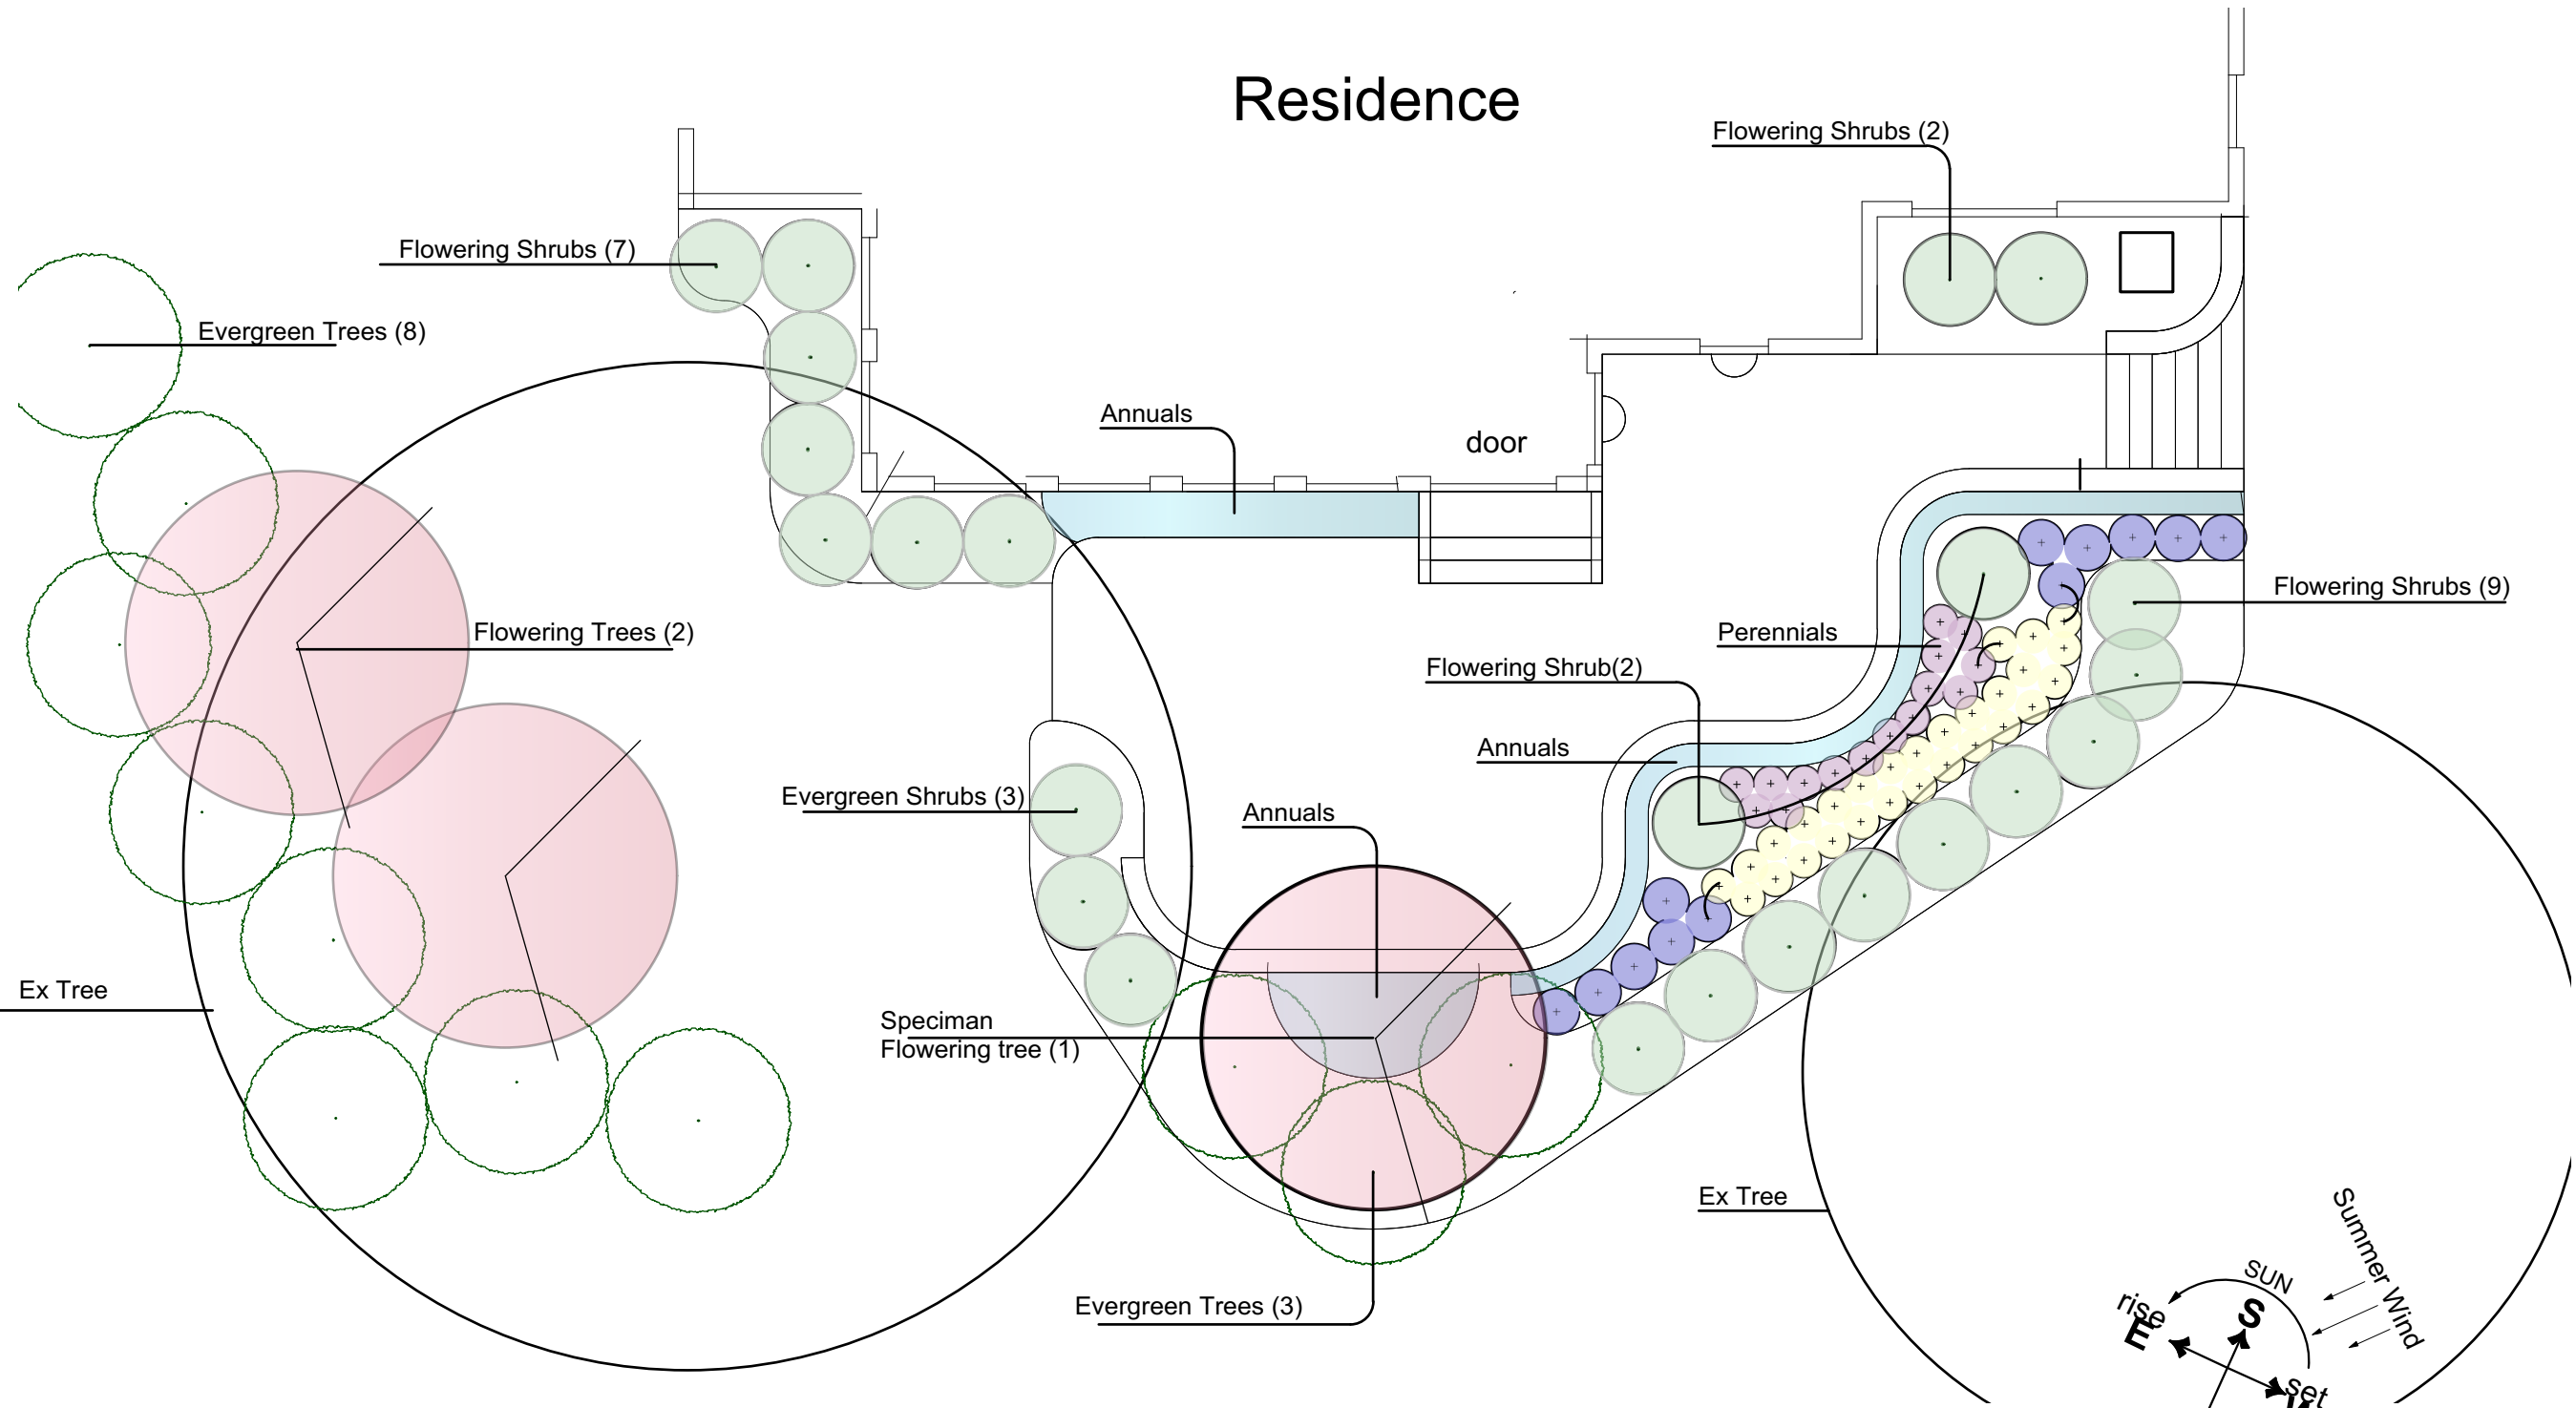 Residence
Flowering Shrubs (2)
Flowering Shrubs (7)
Evergreen Trees (8)
Annuals
door
Flowering Shrubs (9)
Flowering Trees (2)
Perennials
Flowering Shrub(2)
Annuals
Evergreen Shrubs (3)
Annuals
Ex Tree
Speciman
Flowering tree (1)
Ex Tree
Evergreen Trees (3)
Summer Wind
SUN
rise
S
E
set